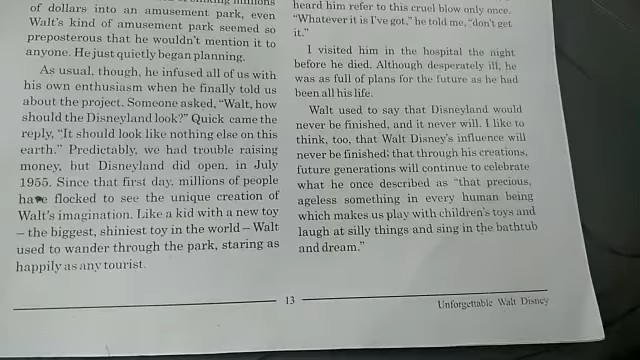 of dollars into an amusement park, even
Walt's kind of amusement park seemed so
preposterous that he wouldn't mention it to
anyone. He just quietly began planning.
As usual, though, he infused all of us with
his own enthusiasm when he finally told us
about the project. Someone asked, "Walt, how
should the Disneyland look?" Quick came the
reply, "It should look like nothing else on this
earth." Predictably, we had trouble raising
money, but Disneyland did open, in July
1955. Since that first day, millions of people
have flocked to see the unique creation of
Walt's imagination. Like a kid with a new toy
– the biggest, shiniest toy in the world – Walt
used to wander through the park, staring as
happily as any tourist.
heard him refer to this cruel blow only once.
"Whatever it is I've got," he told me, "don't get
it."
I visited him in the hospital the night
before he died. Although desperately ill, he
was as full of plans for the future as he had
been all his life.
Walt used to say that Disneyland would
never be finished, and it never will. I like to
think, too, that Walt Disney's influence will
never be finished; that through his creations,
future generations will continue to celebrate
what he once described as "that precious,
ageless something in every human being
which makes us play with children's toys and
laugh at silly things and sing in the bathtub
and dream."
13
Unforgettable Walt Disney